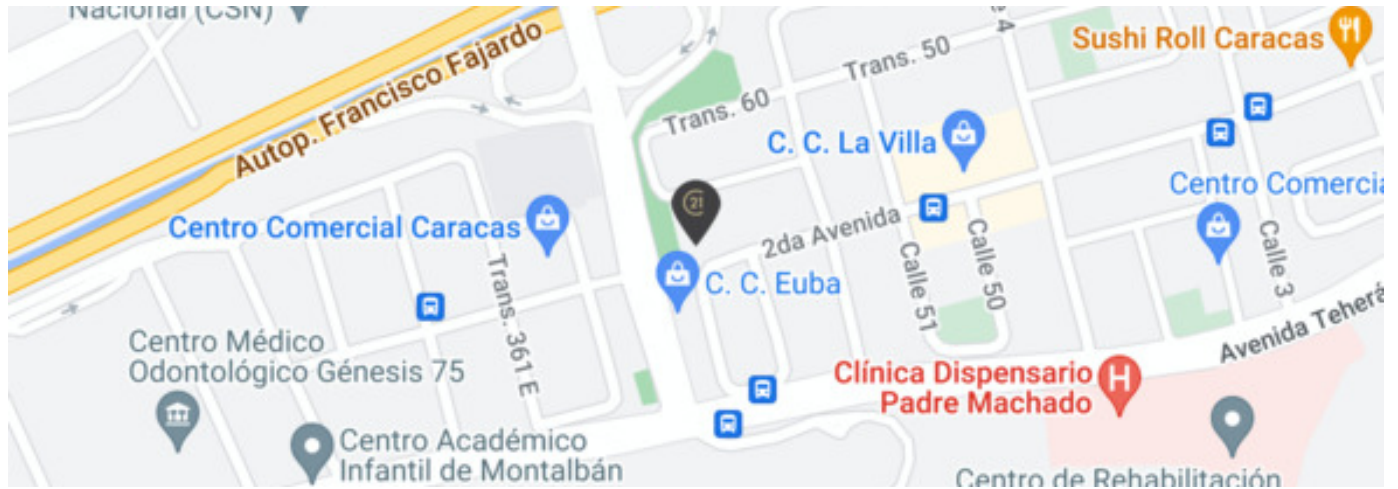 Nacional (CSN)
Autop. Francisco Fajardo
Sushi Roll Caracas
Trans. 50
Trans. 60
C. C. La Villa
Centro Comercia
21
Centro Comercial Caracas
2da Avenida
Calle 51
Calle 50
Calle 3
Trans. 361 E
C. C. Euba
Avenida Teherá
Centro Médico
Odontológico Génesis 75
Clínica Dispensario
Padre Machado
H
Centro Académico
Infantil de Montalbán
Centro de Rehabilitación